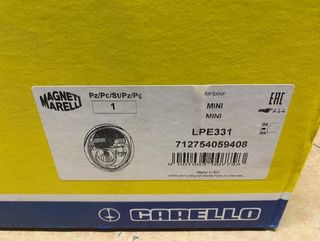 MAGNETI
MARELLI
Pz/Pc/St/Pz/Pç
1
for/pour
MINI
MINI
EAC
LPE331
712754059408
Made in EU
CARELLO